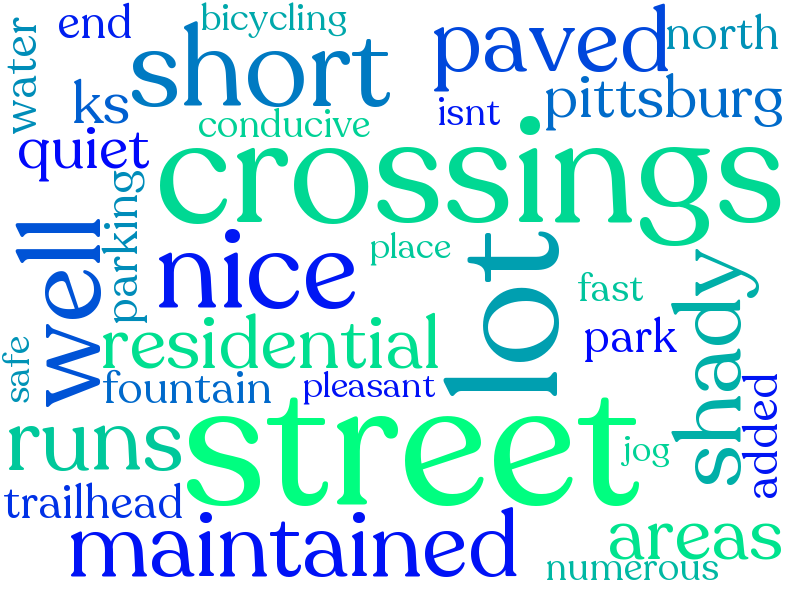 end
bicycling
water
short
paved
north
ks
conducive
isnt
pittsburg
quiet
crossings
parking
well
nice
place
lot
fast
shady
residential
park
safe
fountain
pleasant
added
runs
street
jog
trailhead
maintained
areas
numerous